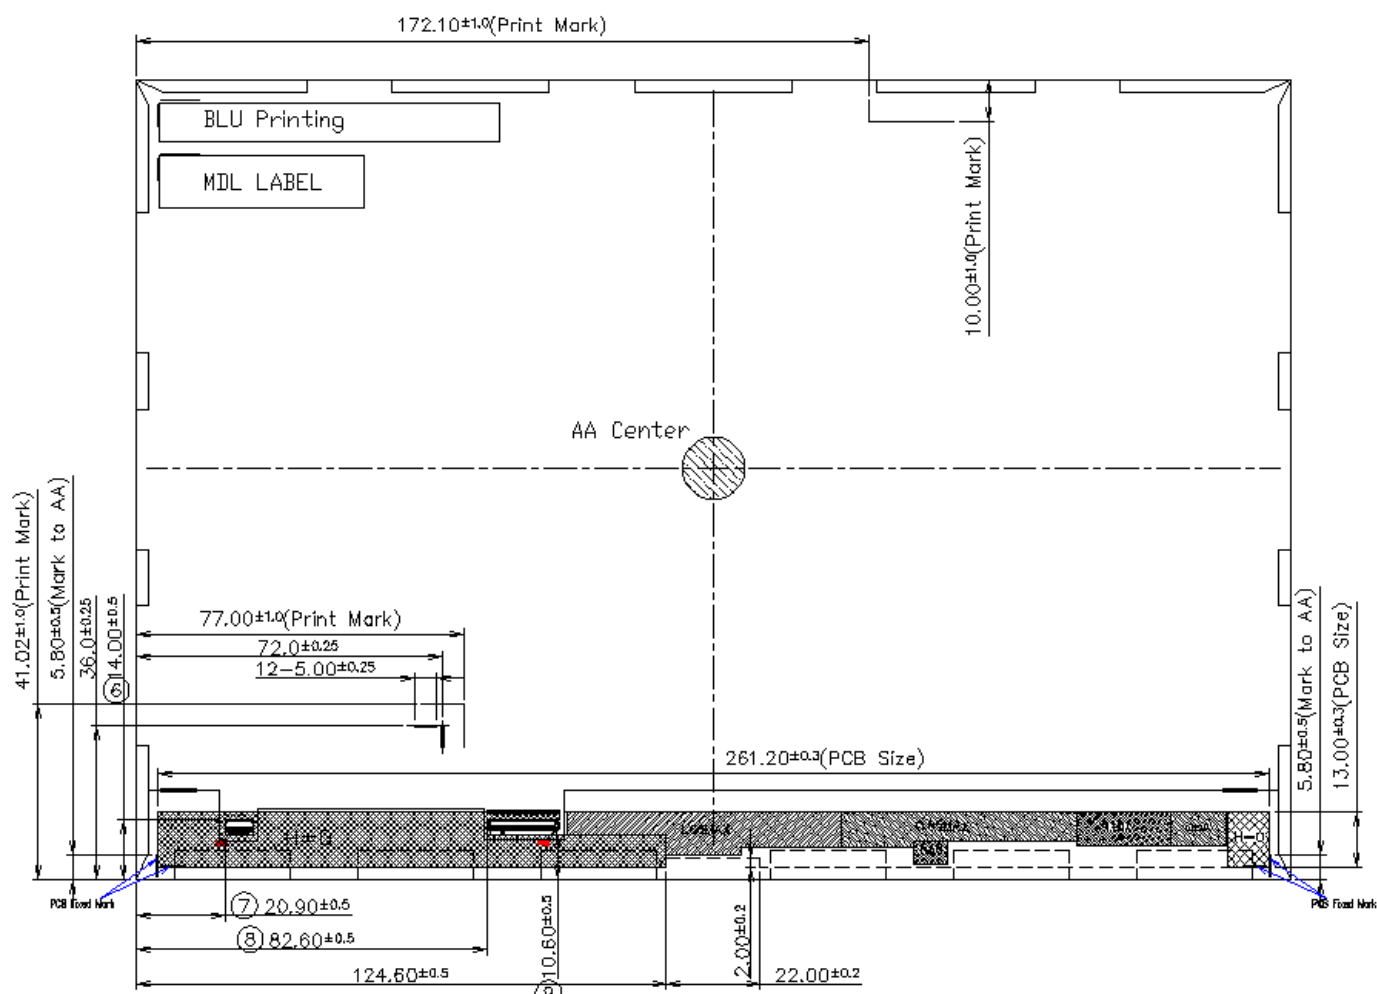 172.10±1.0(Print Mark)
BLU Printing
MDL LABEL
10.00±1.0(Print Mark)
AA Center
41.02±1.0(Print Mark)
5.80±0.5(Mark to AA)
36.0±0.25
14.00±0.5
6
77.00±1.0(Print Mark)
72.0±0.25
12-5.00±0.25
261.20±0.3(PCB Size)
5.80±0.5(Mark to AA)
13.00±0.3(PCB Size)
PCB Fixed Mark
PCB Fixed Mark
7 20.90±0.5
8 82.60±0.5
10.60±0.5
9
2.00±0.2
124.60±0.5
22.00±0.2